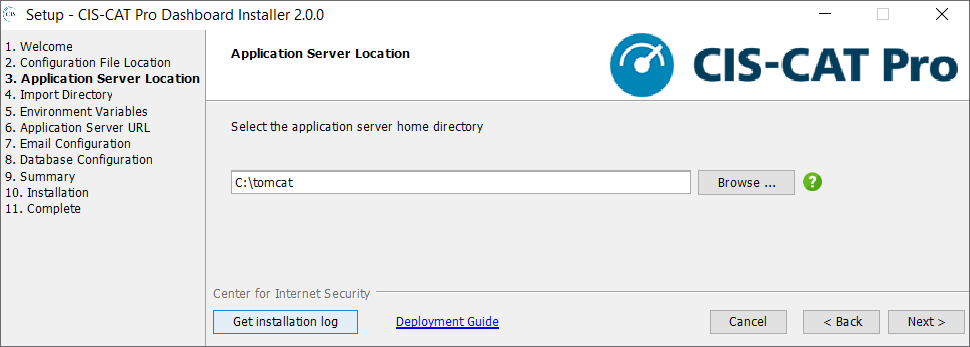 CIS Setup - CIS-CAT Pro Dashboard Installer 2.0.0
1. Welcome
2. Configuration File Location
3. Application Server Location
4. Import Directory
5. Environment Variables
6. Application Server URL
7. Email Configuration
8. Database Configuration
9. Summary
10. Installation
11. Complete
Application Server Location
CIS-CAT Pro
Select the application server home directory
C:\tomcat
Browse ...
?
Center for Internet Security
Get installation log
Deployment Guide
Cancel
< Back
Next >